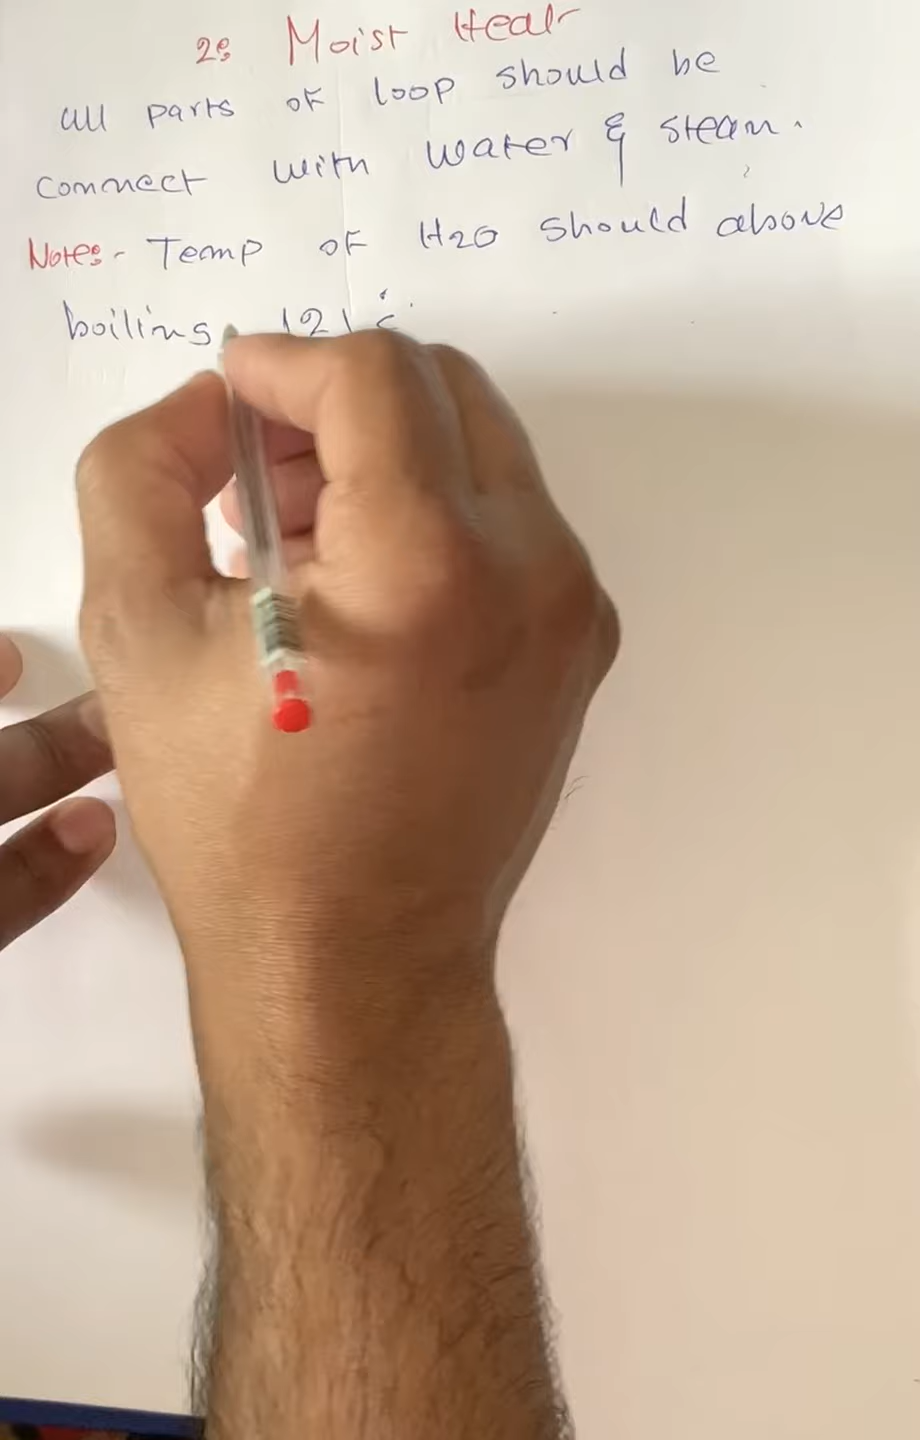 2: Moist Heat
all parts of loop should be
connect with water & steam.
Note:- Temp of H2O should above
boiling 121°C